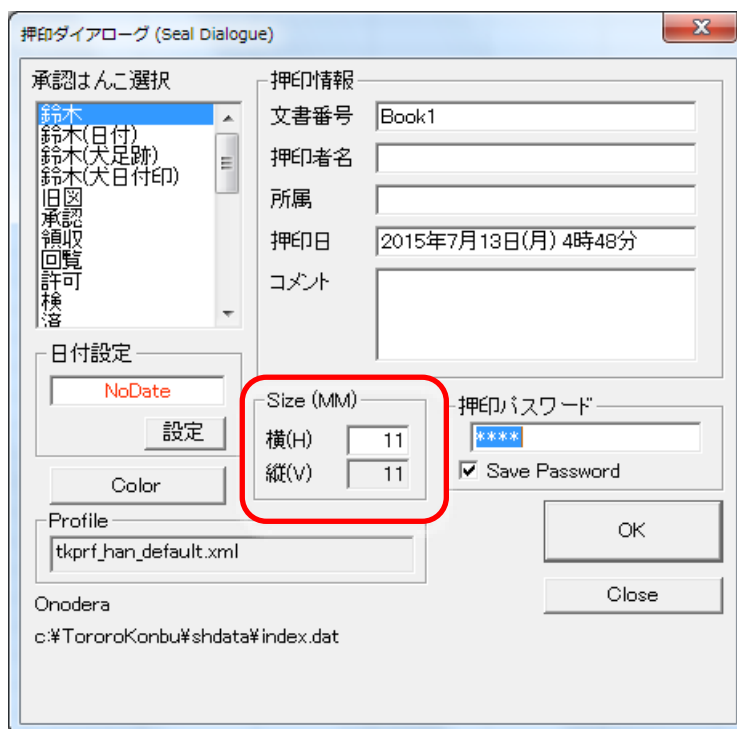 押印ダイアローグ (Seal Dialogue)
承認はんこ選択
鈴木
鈴木(日付)
鈴木(犬足跡)
鈴木(犬日付印)
旧図
承認
領収
回覧
許可
検
済
押印情報
文書番号 Book1
押印者名
所属
押印日 2015年7月13日(月) 4時48分
コメント
日付設定
NoDate
設定
Color
Size (MM)
横(H) 11
縦(V) 11
押印パスワード
****
Save Password
Profile
tkprf_han_default.xml
OK
Close
Onodera
c:¥TororoKonbu¥shdata¥index.dat